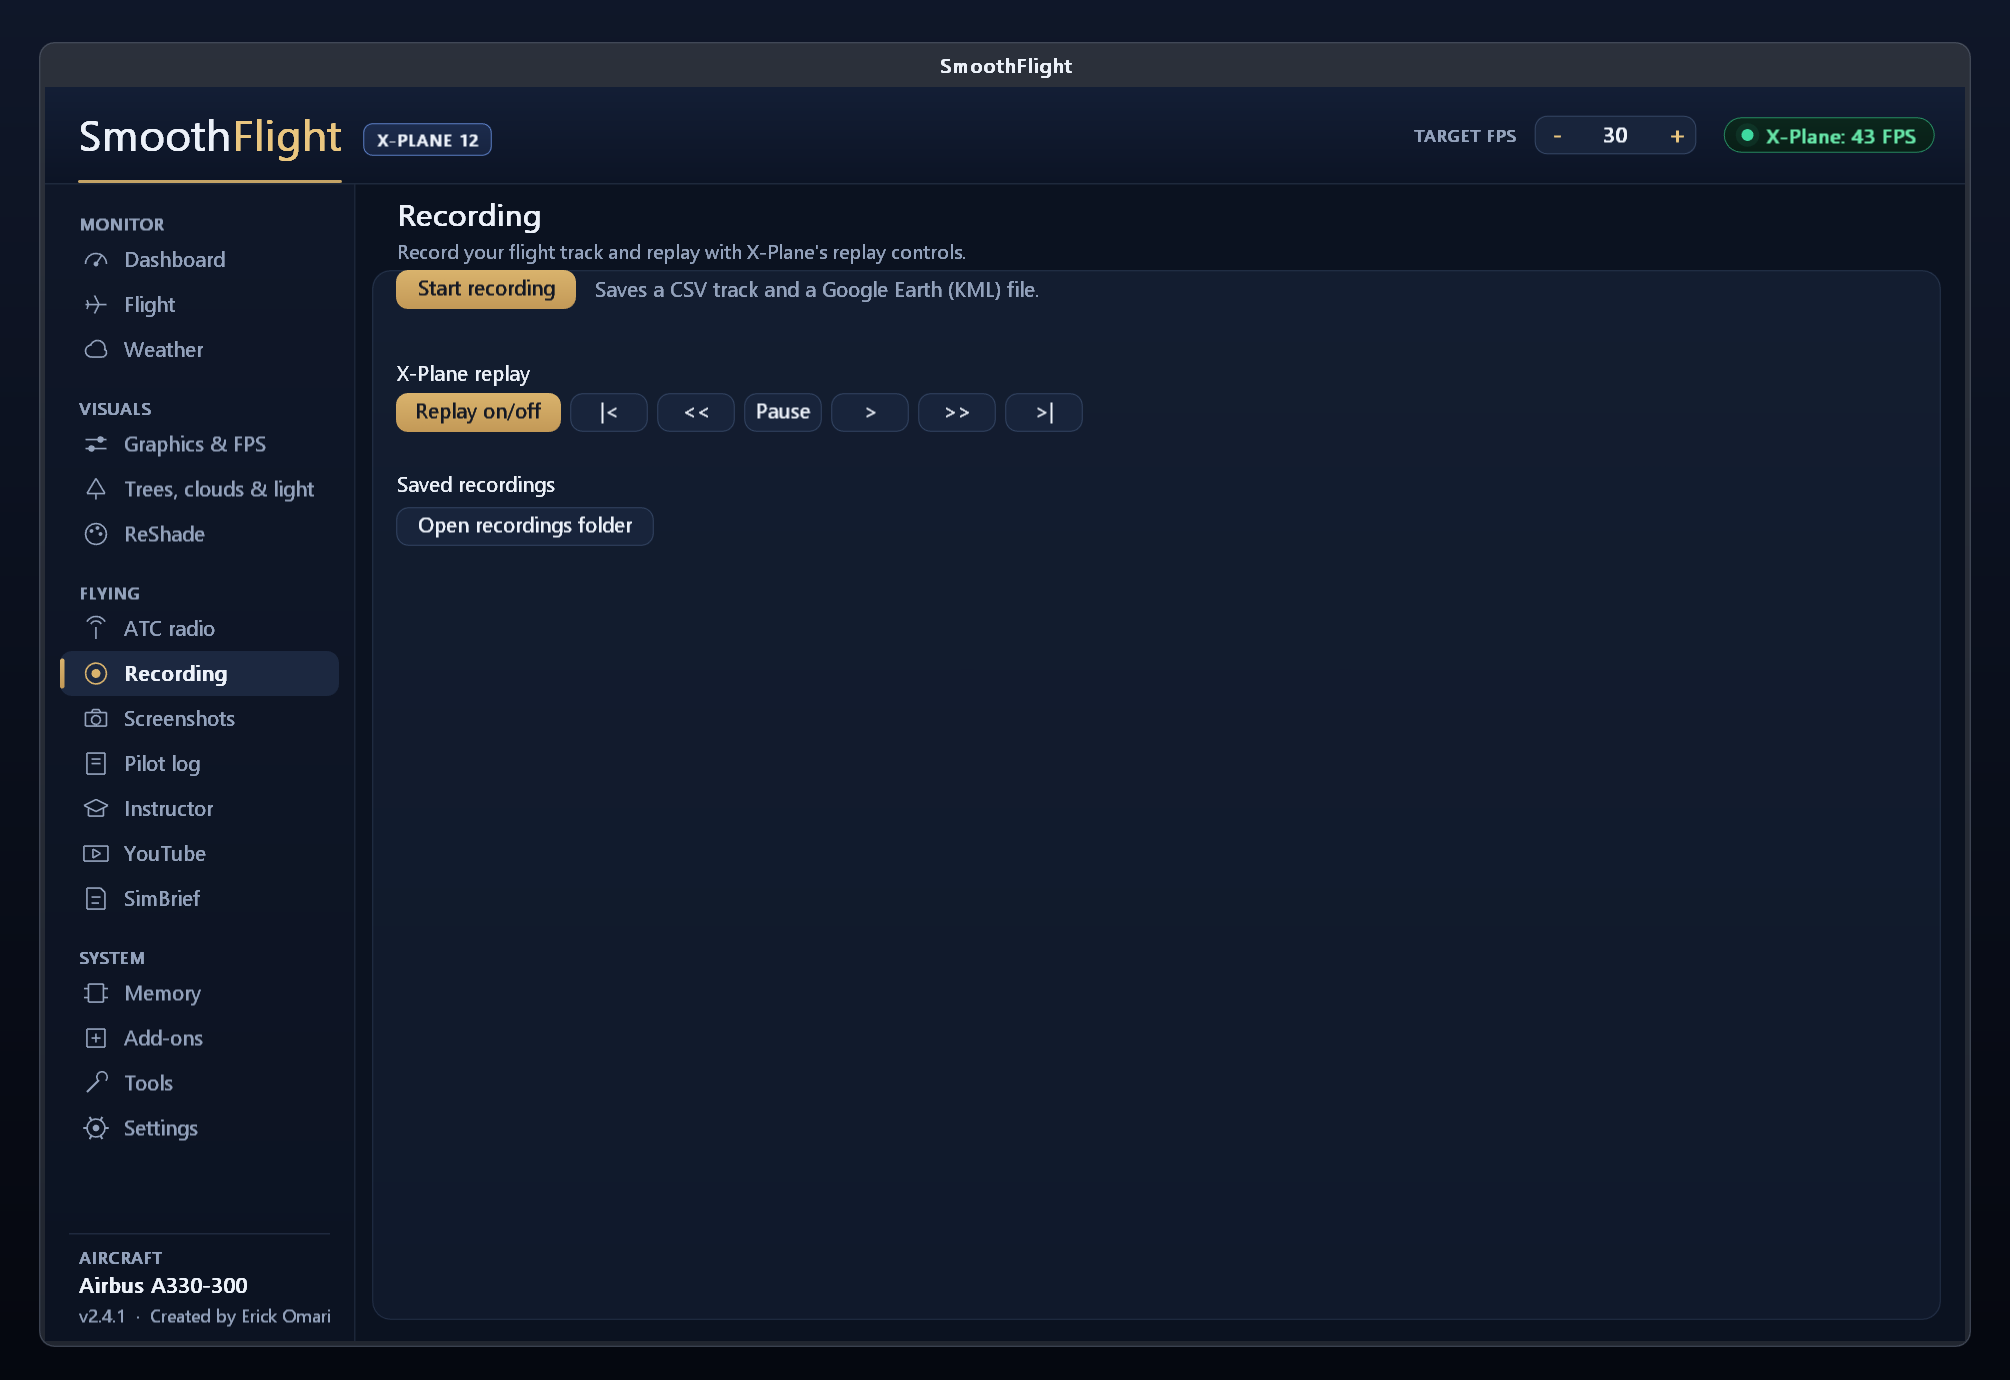 SmoothFlight
SmoothFlight X-PLANE 12 TARGET FPS - 30 + X-Plane: 43 FPS
MONITOR
Dashboard
Flight
Weather
VISUALS
Graphics & FPS
Trees, clouds & light
ReShade
FLYING
ATC radio
Recording
Screenshots
Pilot log
Instructor
YouTube
SimBrief
SYSTEM
Memory
Add-ons
Tools
Settings
AIRCRAFT
Airbus A330-300
v2.4.1 · Created by Erick Omari
Recording
Record your flight track and replay with X-Plane's replay controls.
Start recording Saves a CSV track and a Google Earth (KML) file.
X-Plane replay
Replay on/off |< << Pause > >> >|
Saved recordings
Open recordings folder